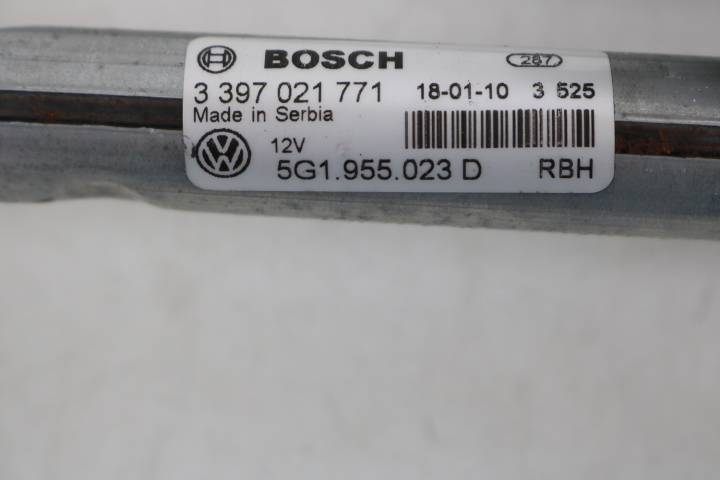 BOSCH 267
3 397 021 771 18-01-10 3 525
Made in Serbia
12V
5G1.955.023 D RBH